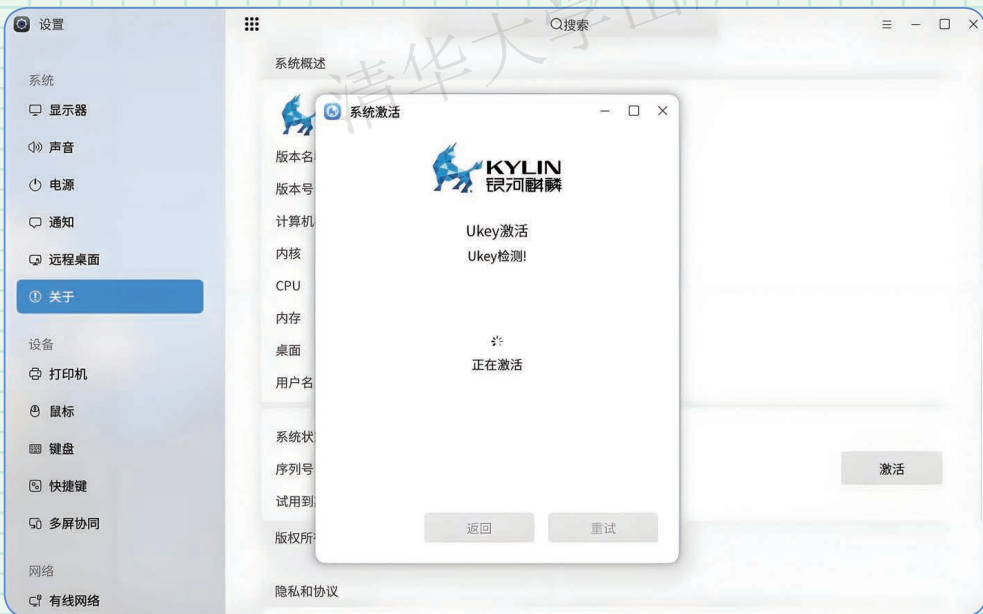 设置
搜索
系统
显示器
声音
电源
通知
远程桌面
关于
设备
打印机
鼠标
键盘
快捷键
多屏协同
网络
有线网络
系统概述
版本名
版本号
计算机
内核
CPU
内存
桌面
用户名
系统状
序列号
试用到
版权所
隐私和协议
激活
系统激活
KYLIN
银河麒麟
Ukey激活
Ukey检测!
正在激活
返回
重试
清华大学出